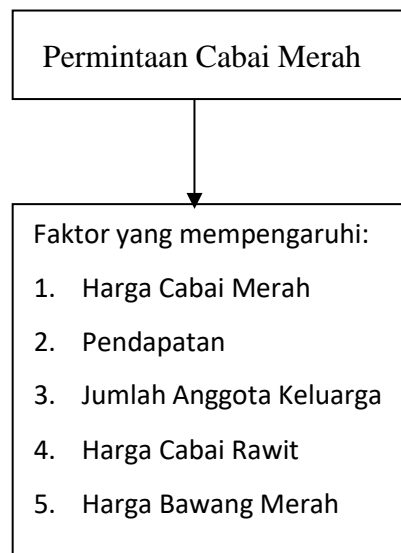 Permintaan Cabai Merah
Faktor yang mempengaruhi:
1. Harga Cabai Merah
2. Pendapatan
3. Jumlah Anggota Keluarga
4. Harga Cabai Rawit
5. Harga Bawang Merah